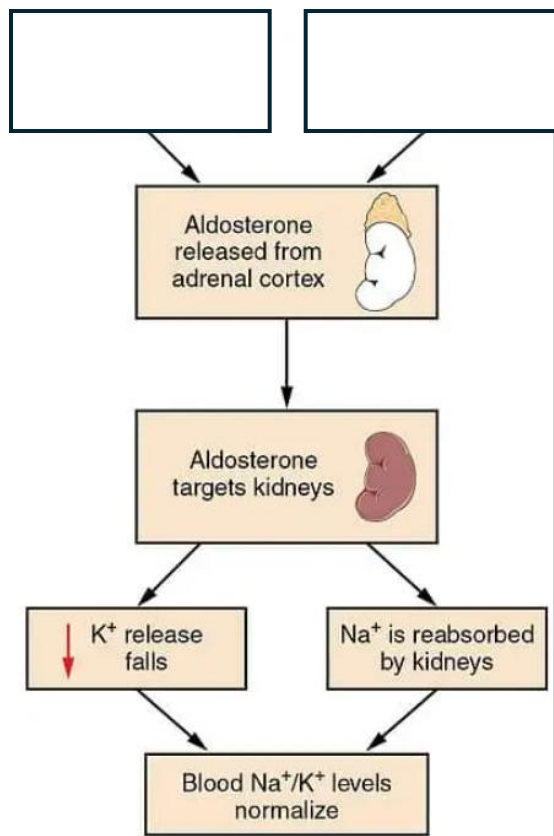 Aldosterone
released from
adrenal cortex
Aldosterone
targets kidneys
K⁺ release
falls
Na⁺ is reabsorbed
by kidneys
Blood Na⁺/K⁺ levels
normalize